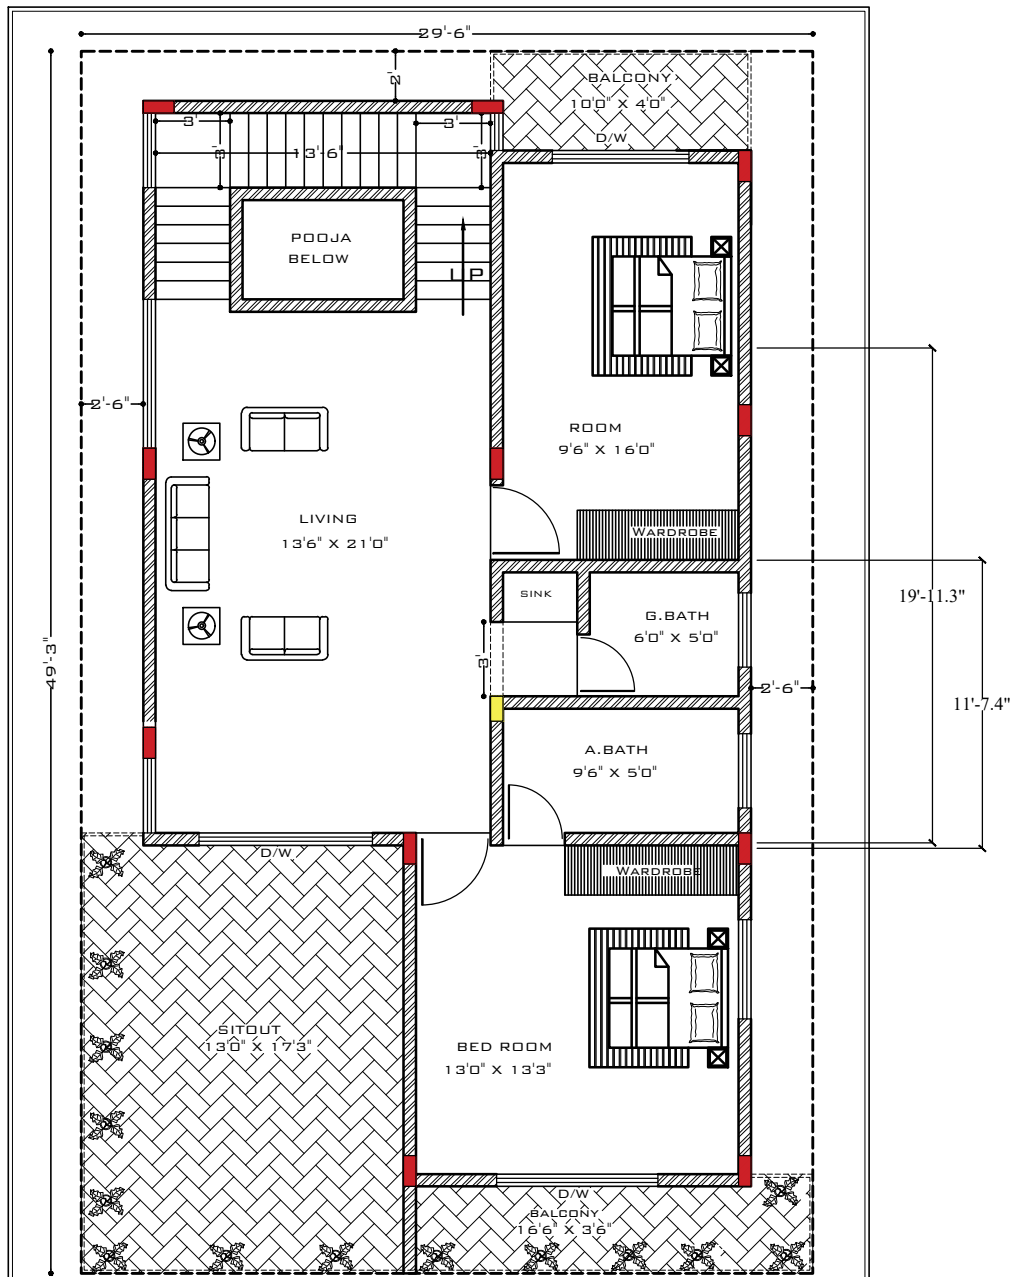 29'-6"
2'
BALCONY
10'0" X 4'0"
D/W
3'
3'
13'-6"
3'
3'
POOJA
BELOW
UP
2'-6"
ROOM
9'6" X 16'0"
LIVING
13'6" X 21'0"
WARDROBE
SINK
G.BATH
6'0" X 5'0"
19'-11.3"
3'
49'-3"
2'-6"
11'-7.4"
A.BATH
9'6" X 5'0"
D/W
WARDROBE
SITOUT
13'0" X 17'3"
BED ROOM
13'0" X 13'3"
D/W
BALCONY
16'6" X 3'6"